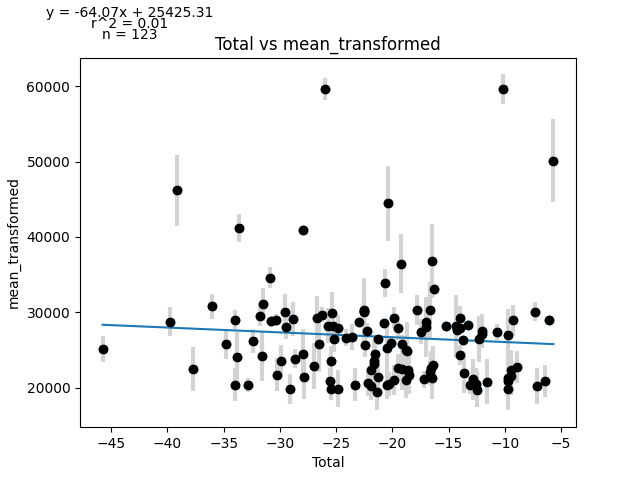 y = -64.07x + 25425.31
r^2 = 0.01
n = 123
Total vs mean_transformed
60000
50000
40000
30000
20000
mean_transformed
−45 −40 −35 −30 −25 −20 −15 −10 −5
Total